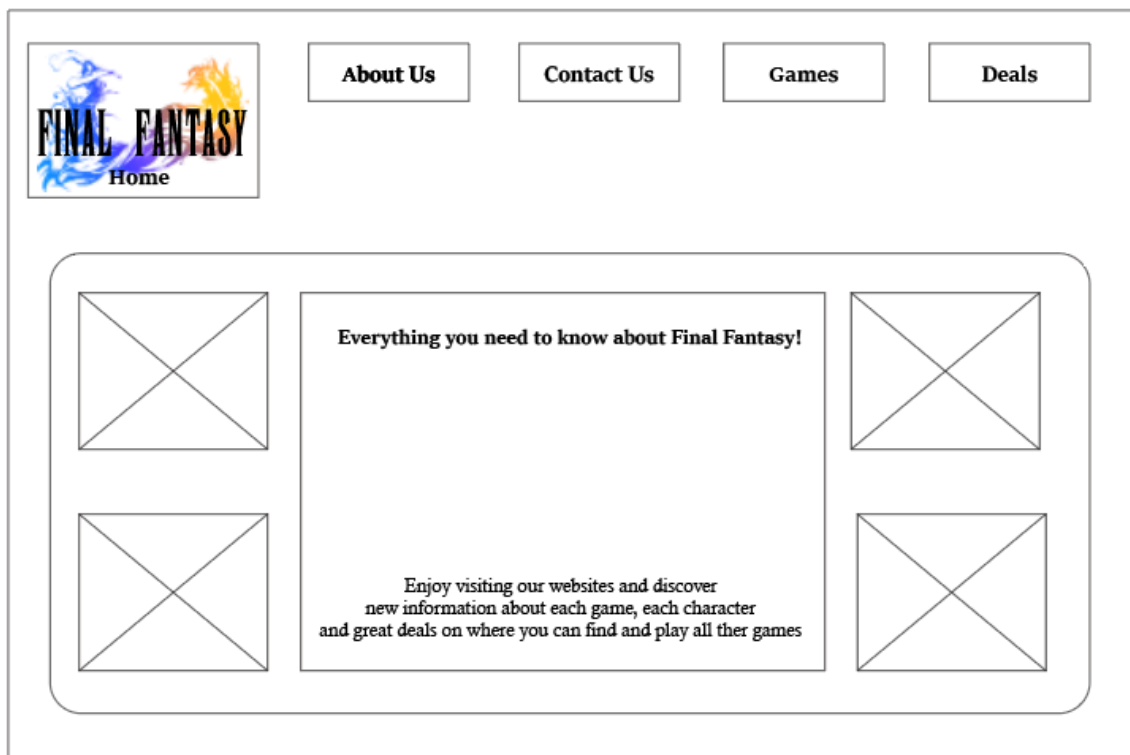 FINAL FANTASY
Home
About Us
Contact Us
Games
Deals
Everything you need to know about Final Fantasy!
Enjoy visiting our websites and discover
new information about each game, each character
and great deals on where you can find and play all ther games